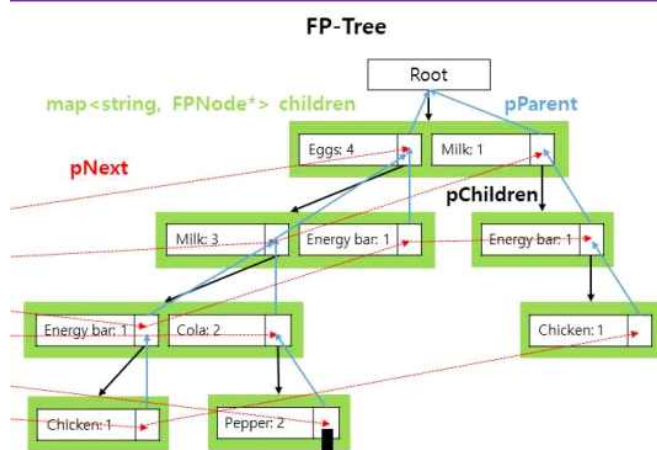 FP-Tree
Root
map<string, FPNode*> children
pParent
Eggs: 4
Milk: 1
pNext
pChildren
Milk: 3
Energy bar: 1
Energy bar: 1
Energy bar: 1
Cola: 2
Chicken: 1
Chicken: 1
Pepper: 2